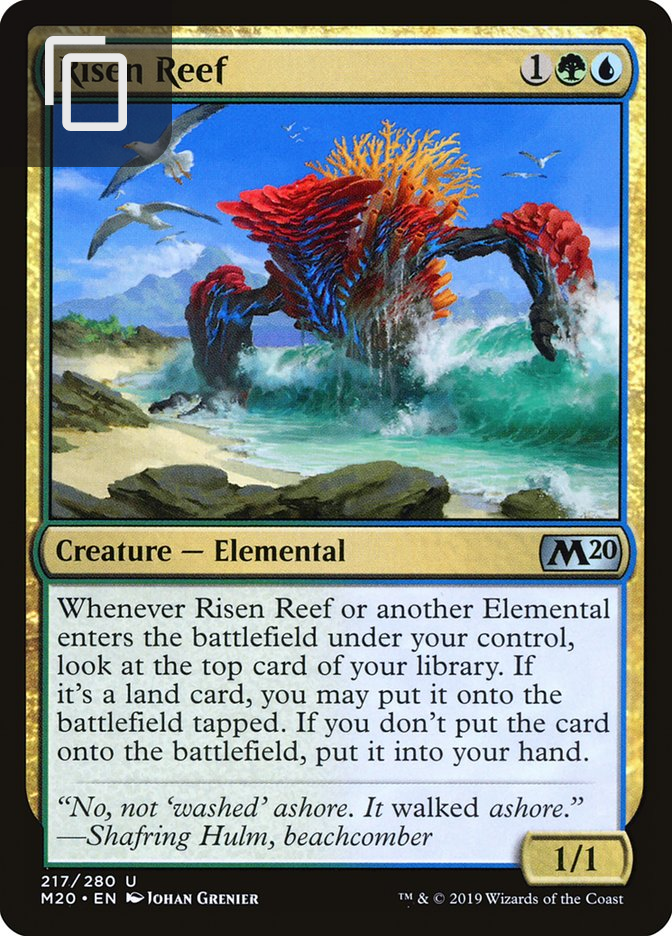 Risen Reef 1
Creature — Elemental M20
Whenever Risen Reef or another Elemental
enters the battlefield under your control,
look at the top card of your library. If
it's a land card, you may put it onto the
battlefield tapped. If you don't put the card
onto the battlefield, put it into your hand.
“No, not ‘washed’ ashore. It walked ashore.”
—Shafring Hulm, beachcomber
1/1
217/280 U
M20 • EN Johan Grenier ™ & © 2019 Wizards of the Coast